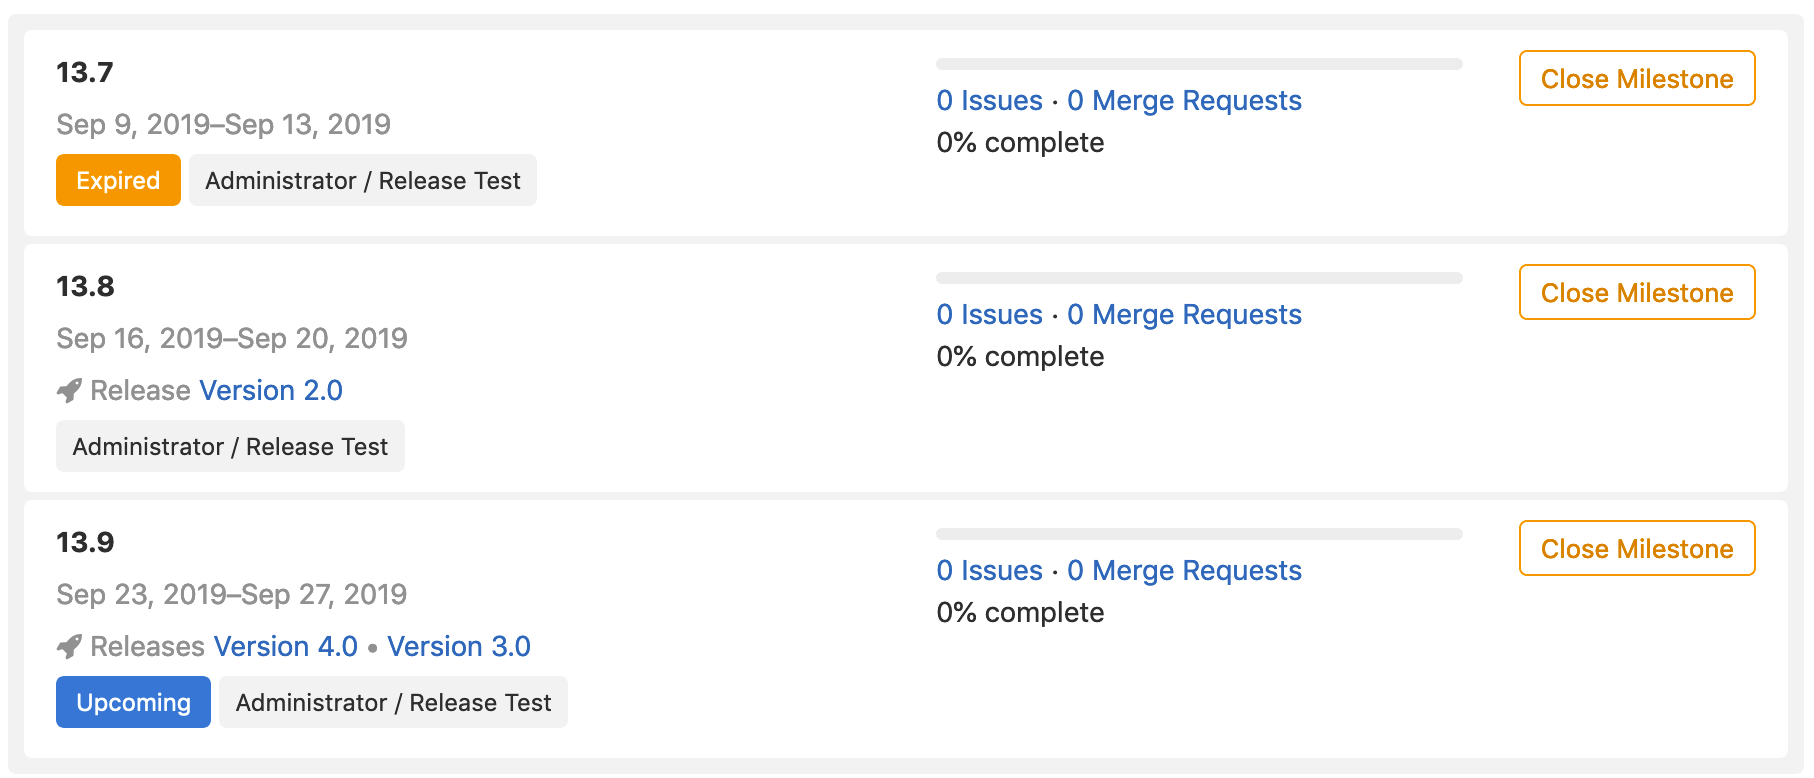 13.7
Sep 9, 2019–Sep 13, 2019
Expired Administrator / Release Test
0 Issues · 0 Merge Requests
0% complete
Close Milestone
13.8
Sep 16, 2019–Sep 20, 2019
Release Version 2.0
Administrator / Release Test
0 Issues · 0 Merge Requests
0% complete
Close Milestone
13.9
Sep 23, 2019–Sep 27, 2019
Releases Version 4.0 • Version 3.0
Upcoming Administrator / Release Test
0 Issues · 0 Merge Requests
0% complete
Close Milestone